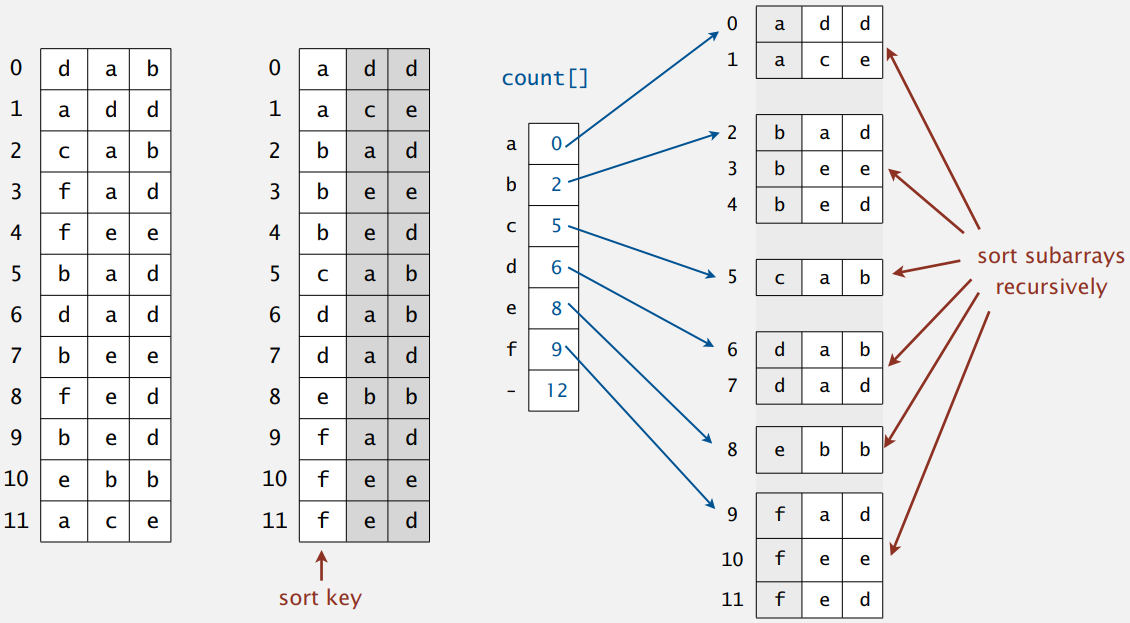 0 d a b
1 a d d
2 c a b
3 f a d
4 f e e
5 b a d
6 d a d
7 b e e
8 f e d
9 b e d
10 e b b
11 a c e
0 a d d
1 a c e
2 b a d
3 b e e
4 b e d
5 c a b
6 d a b
7 d a d
8 e b b
9 f a d
10 f e e
11 f e d
sort key
count[]
a 0
b 2
c 5
d 6
e 8
f 9
- 12
0 a d d
1 a c e
2 b a d
3 b e e
4 b e d
5 c a b
6 d a b
7 d a d
8 e b b
9 f a d
10 f e e
11 f e d
sort subarrays
recursively